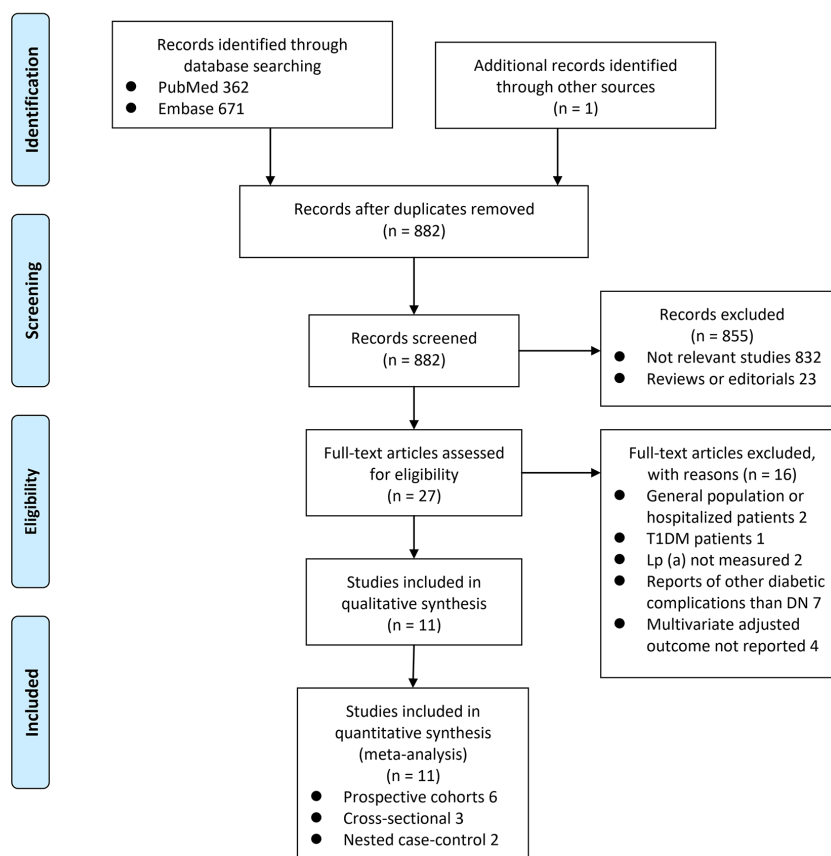 Identification
Records identified through
database searching
● PubMed 362
● Embase 671
Additional records identified
through other sources
(n = 1)
Records after duplicates removed
(n = 882)
Screening
Records screened
(n = 882)
Records excluded
(n = 855)
● Not relevant studies 832
● Reviews or editorials 23
Eligibility
Full-text articles assessed
for eligibility
(n = 27)
Full-text articles excluded,
with reasons (n = 16)
● General population or
hospitalized patients 2
● T1DM patients 1
● Lp (a) not measured 2
● Reports of other diabetic
complications than DN 7
● Multivariate adjusted
outcome not reported 4
Studies included in
qualitative synthesis
(n = 11)
Included
Studies included in
quantitative synthesis
(meta-analysis)
(n = 11)
● Prospective cohorts 6
● Cross-sectional 3
● Nested case-control 2